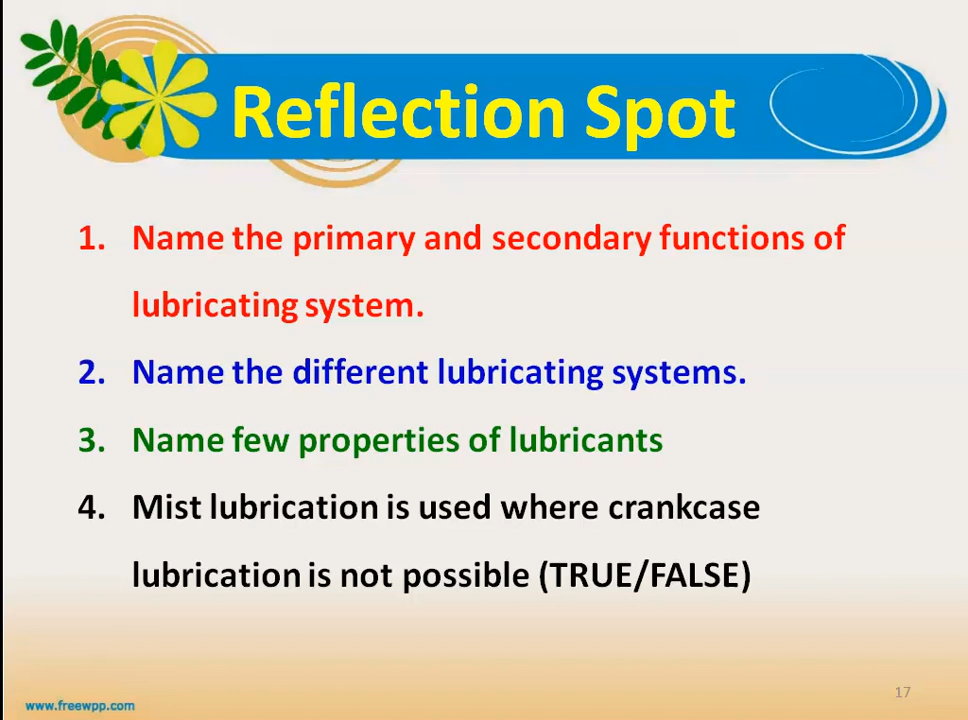 Reflection Spot
1. Name the primary and secondary functions of
lubricating system.
2. Name the different lubricating systems.
3. Name few properties of lubricants
4. Mist lubrication is used where crankcase
lubrication is not possible (TRUE/FALSE)
17
www.freewpp.com